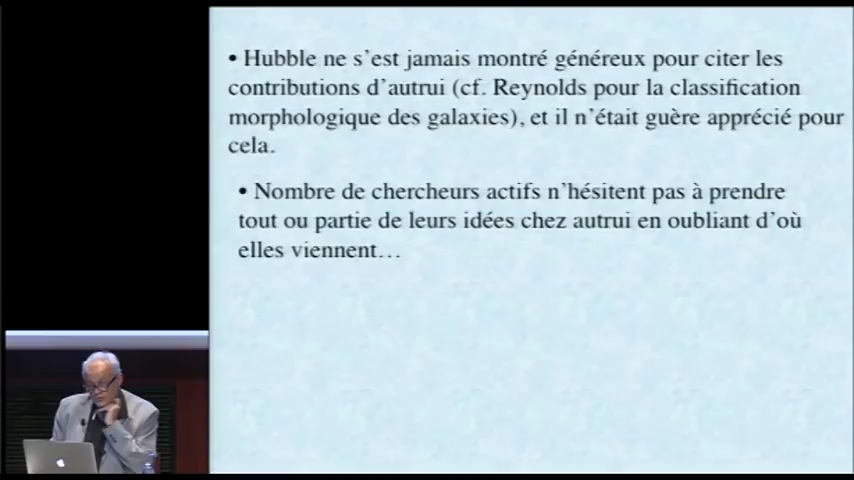 • Hubble ne s'est jamais montré généreux pour citer les
contributions d'autrui (cf. Reynolds pour la classification
morphologique des galaxies), et il n'était guère apprécié pour
cela.
• Nombre de chercheurs actifs n'hésitent pas à prendre
tout ou partie de leurs idées chez autrui en oubliant d'où
elles viennent…